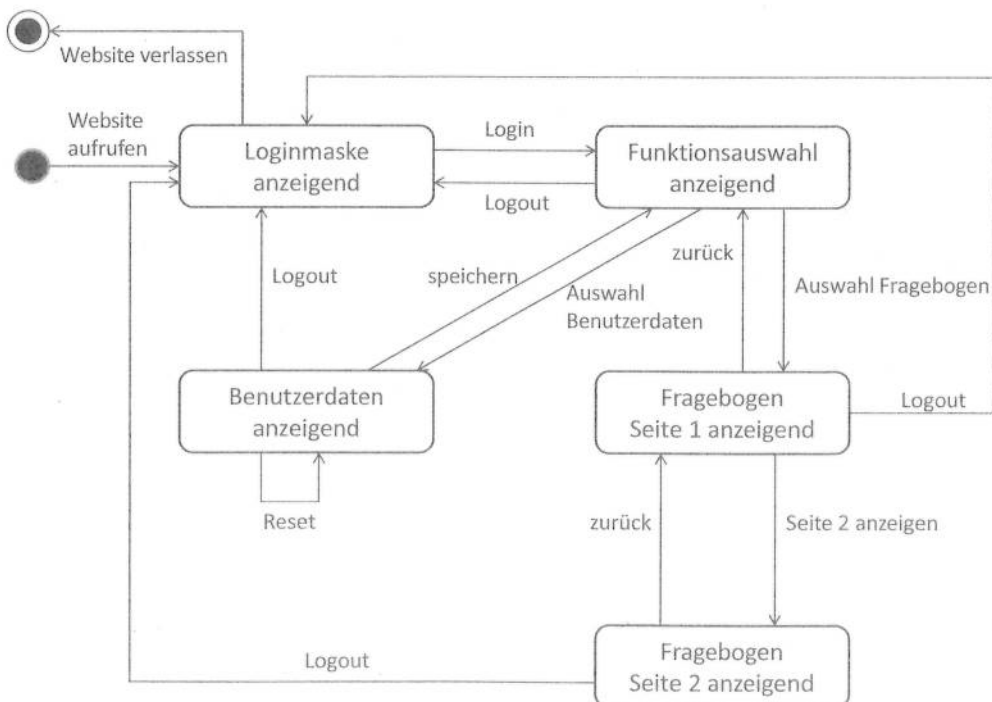 Website verlassen
Website
aufrufen
Loginmaske
anzeigend
Login
Logout
Funktionsauswahl
anzeigend
Logout
speichern
Auswahl
Benutzerdaten
zurück
Auswahl Fragebogen
Benutzerdaten
anzeigend
Reset
Fragebogen
Seite 1 anzeigend
Logout
zurück
Seite 2 anzeigen
Logout
Fragebogen
Seite 2 anzeigend